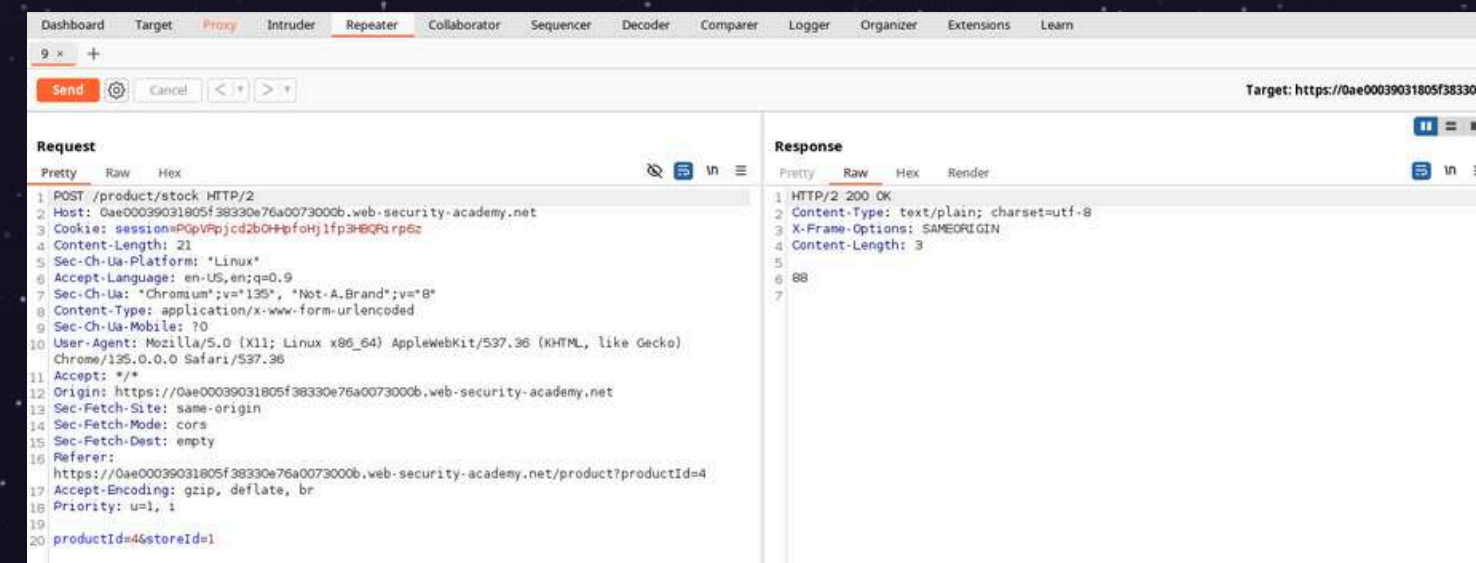 Dashboard Target Proxy Intruder Repeater Collaborator Sequencer Decoder Comparer Logger Organizer Extensions Learn
9 × +
Send Cancel < > Target: https://0ae00039031805f38330
Request
Pretty Raw Hex \n
1 POST /product/stock HTTP/2
2 Host: 0ae00039031805f38330e76a0073000b.web-security-academy.net
3 Cookie: session=PGpVRpjcd2bOHHpfoHj1fp3HBQRirp6z
4 Content-Length: 21
5 Sec-Ch-Ua-Platform: "Linux"
6 Accept-Language: en-US,en;q=0.9
7 Sec-Ch-Ua: "Chromium";v="135", "Not-A.Brand";v="8"
8 Content-Type: application/x-www-form-urlencoded
9 Sec-Ch-Ua-Mobile: ?0
10 User-Agent: Mozilla/5.0 (X11; Linux x86_64) AppleWebKit/537.36 (KHTML, like Gecko)
Chrome/135.0.0.0 Safari/537.36
11 Accept: */*
12 Origin: https://0ae00039031805f38330e76a0073000b.web-security-academy.net
13 Sec-Fetch-Site: same-origin
14 Sec-Fetch-Mode: cors
15 Sec-Fetch-Dest: empty
16 Referer:
https://0ae00039031805f38330e76a0073000b.web-security-academy.net/product?productId=4
17 Accept-Encoding: gzip, deflate, br
18 Priority: u=1, i
19
20 productId=4&storeId=1
Response
Pretty Raw Hex Render \n
1 HTTP/2 200 OK
2 Content-Type: text/plain; charset=utf-8
3 X-Frame-Options: SAMEORIGIN
4 Content-Length: 3
5
6 88
7